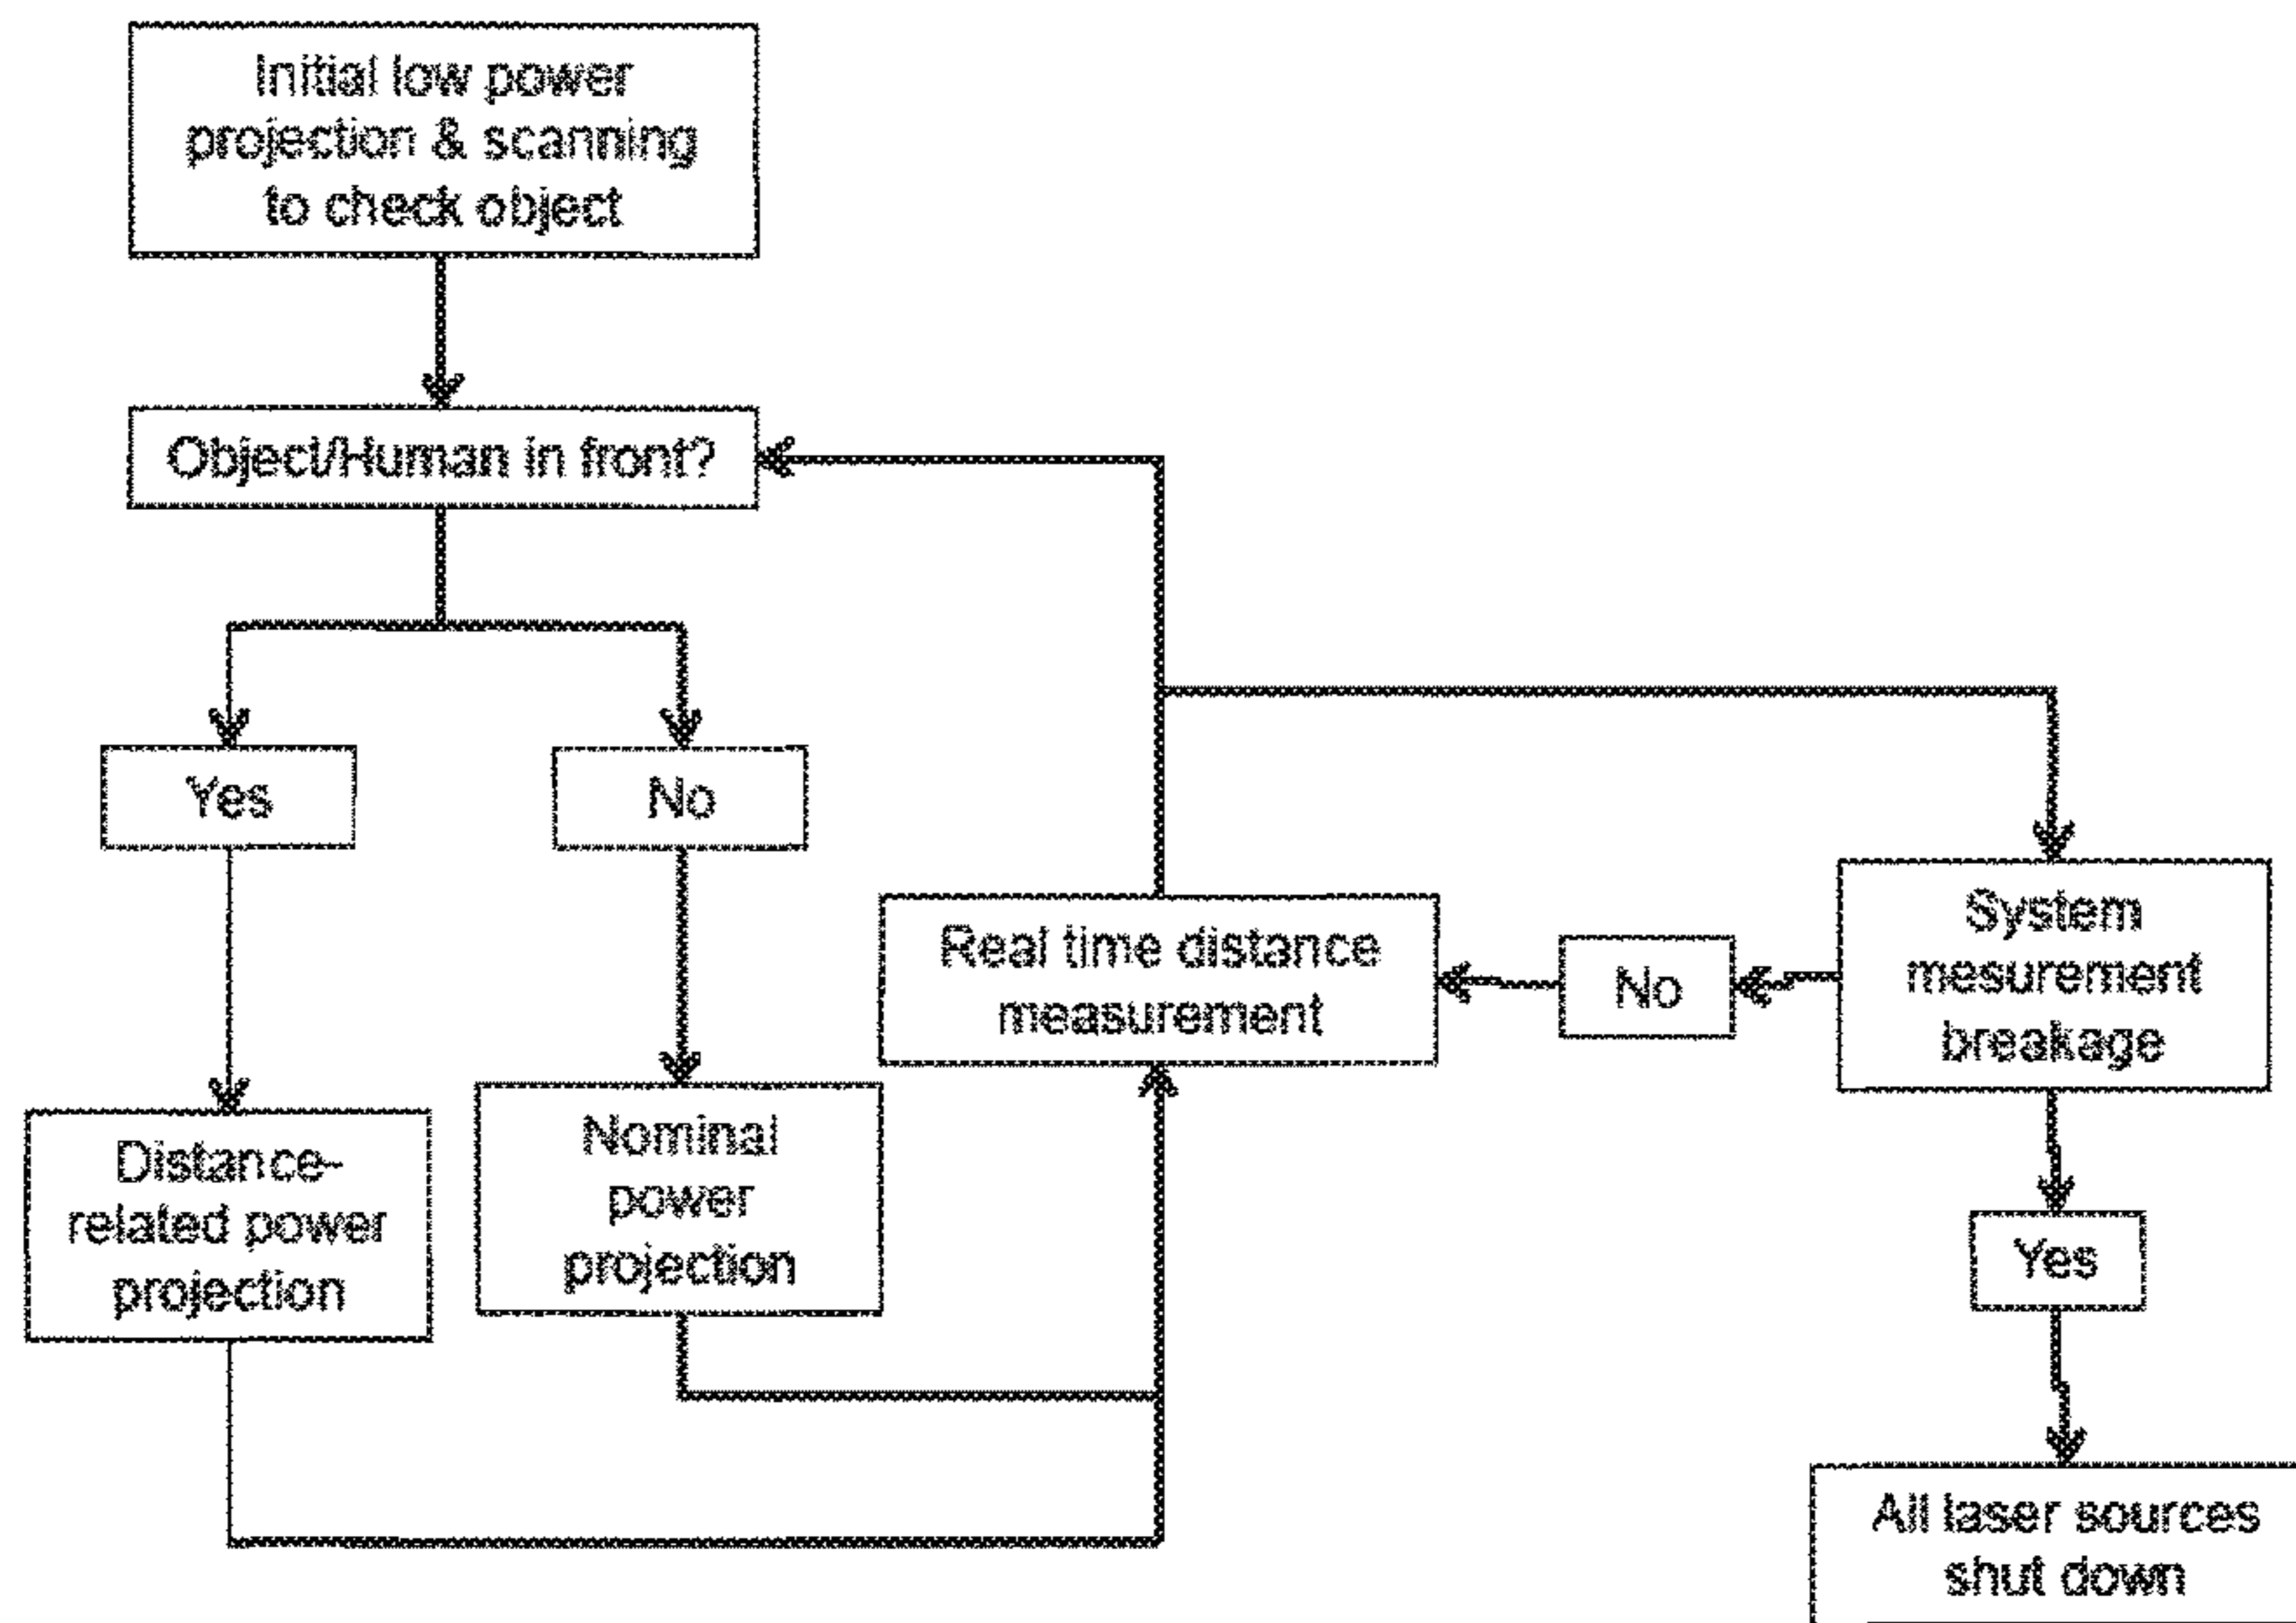 Initial low power
projection & scanning
to check object
Object/Human in front?
Yes
No
Distance-
related power
projection
Nominal
power
projection
Real time distance
measurement
No
System
mesurement
breakage
Yes
All laser sources
shut down